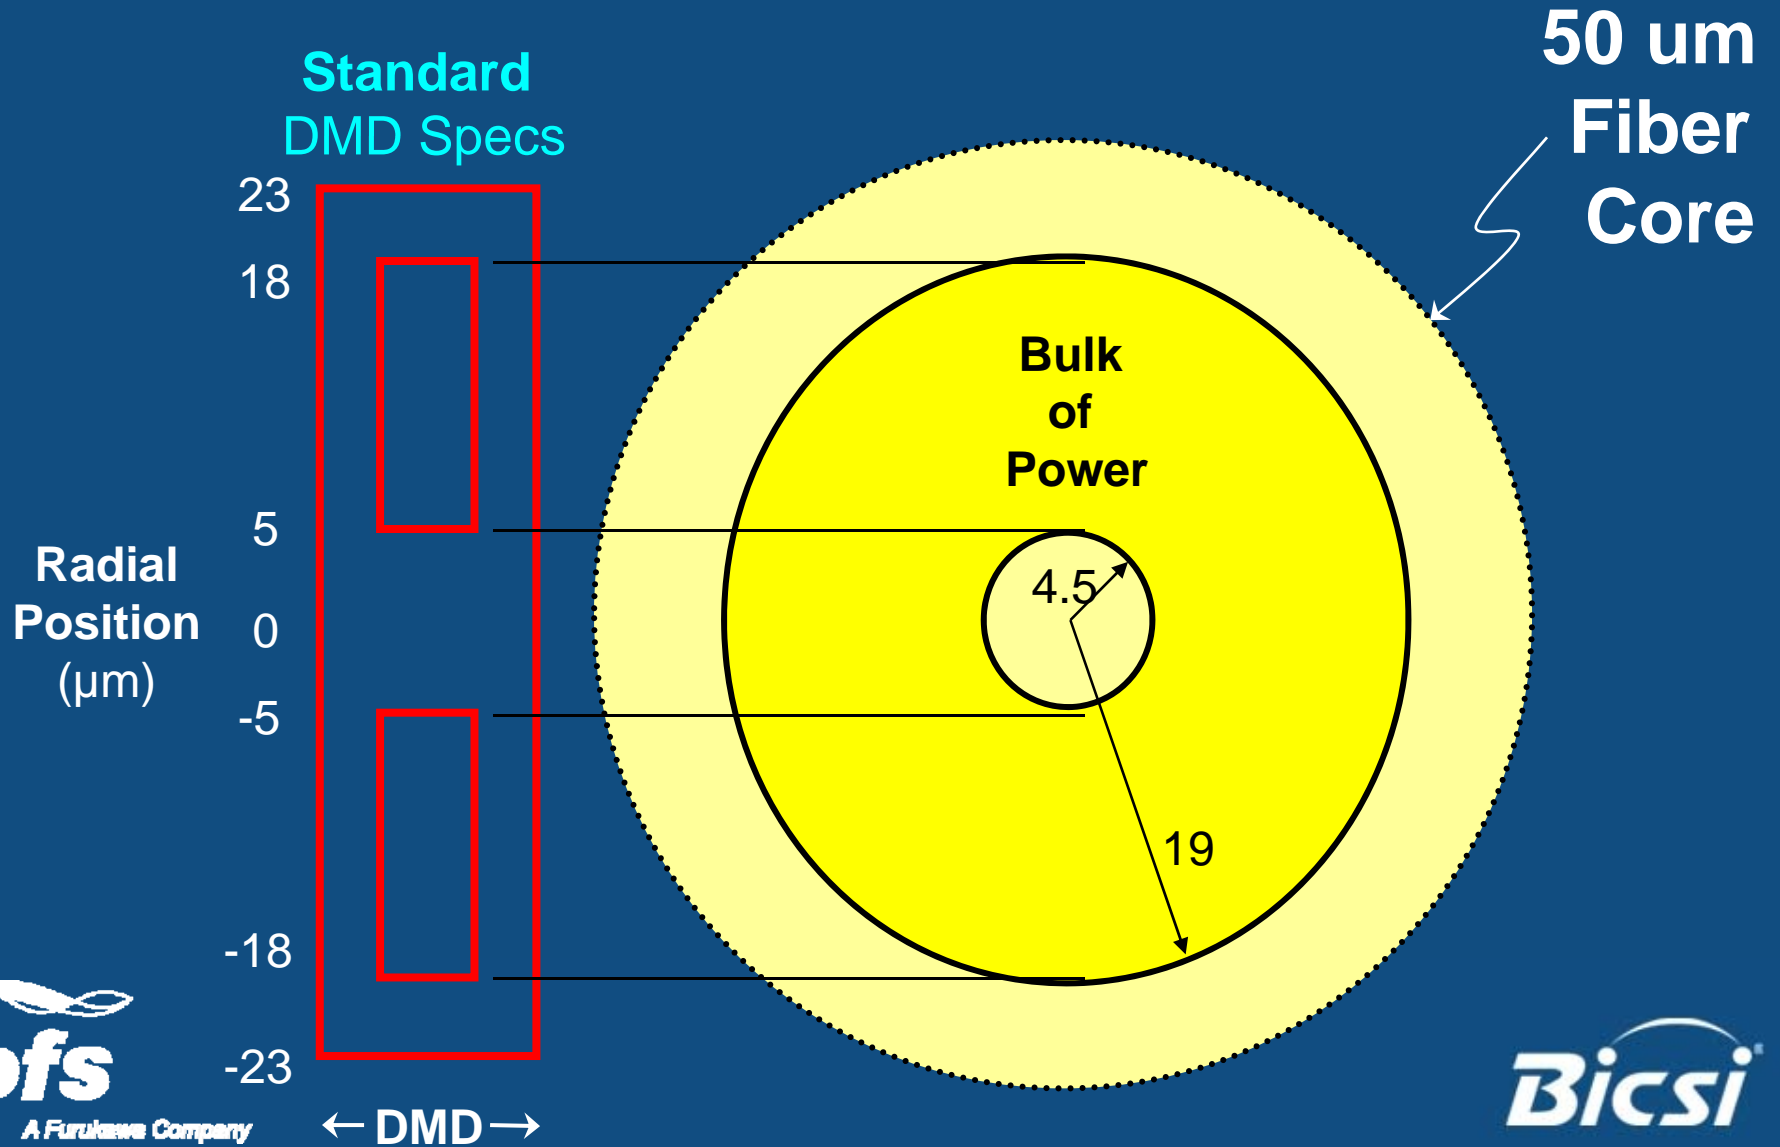 50 um
Fiber
Core
Standard
DMD Specs
23
18
5
0
-5
-18
-23
Radial
Position
(µm)
Bulk
of
Power
4.5
19
DMD
ofs
A Furukawa Company
Bicsi®